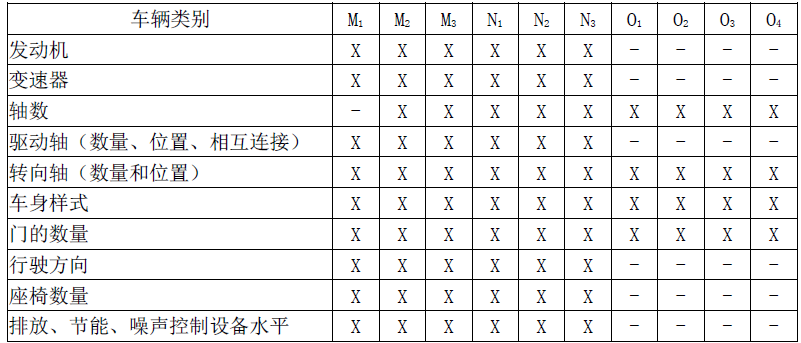 车辆类别 M₁ M₂ M₃ N₁ N₂ N₃ O₁ O₂ O₃ O₄
发动机 X X X X X X - - - -
变速器 X X X X X X - - - -
轴数 - X X X X X X X X X
驱动轴（数量、位置、相互连接） X X X X X X - - - -
转向轴（数量和位置） X X X X X X X X X X
车身样式 X X X X X X X X X X
门的数量 X X X X X X X X X X
行驶方向 X X X X X X - - - -
座椅数量 X X X X X X - - - -
排放、节能、噪声控制设备水平 X X X X X X - - - -